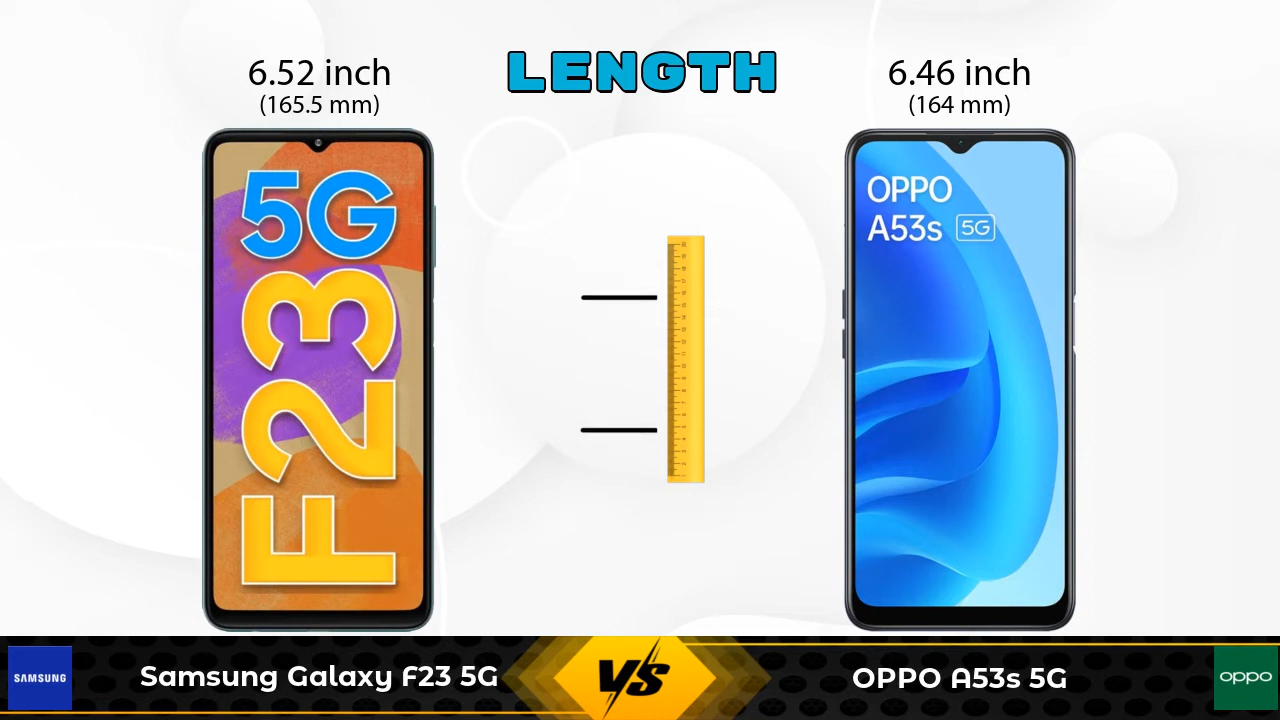 LENGTH
6.52 inch
(165.5 mm)
6.46 inch
(164 mm)
5G
F23
OPPO
A53s 5G
SAMSUNG
Samsung Galaxy F23 5G
VS
OPPO A53s 5G
oppo